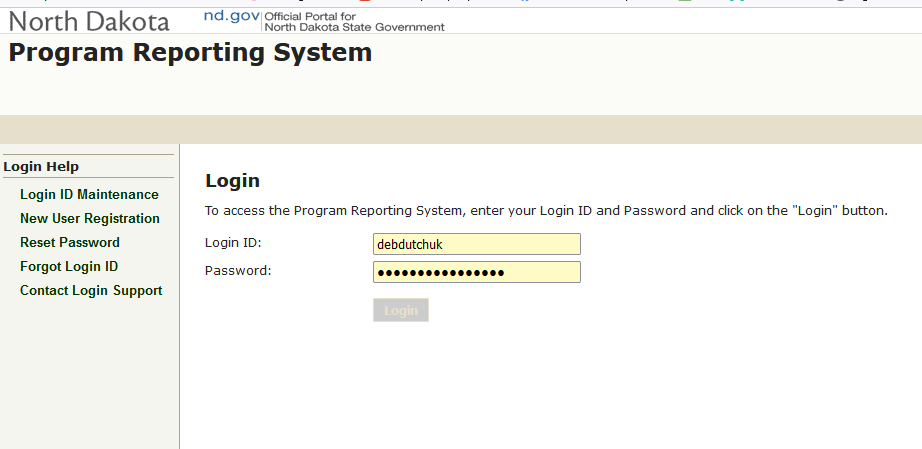 North Dakota
nd.gov
Official Portal for
North Dakota State Government
Program Reporting System
Login Help
Login ID Maintenance
New User Registration
Reset Password
Forgot Login ID
Contact Login Support
Login
To access the Program Reporting System, enter your Login ID and Password and click on the "Login" button.
Login ID: debdutchuk
Password: ●●●●●●●●●●●●●●●●
Login